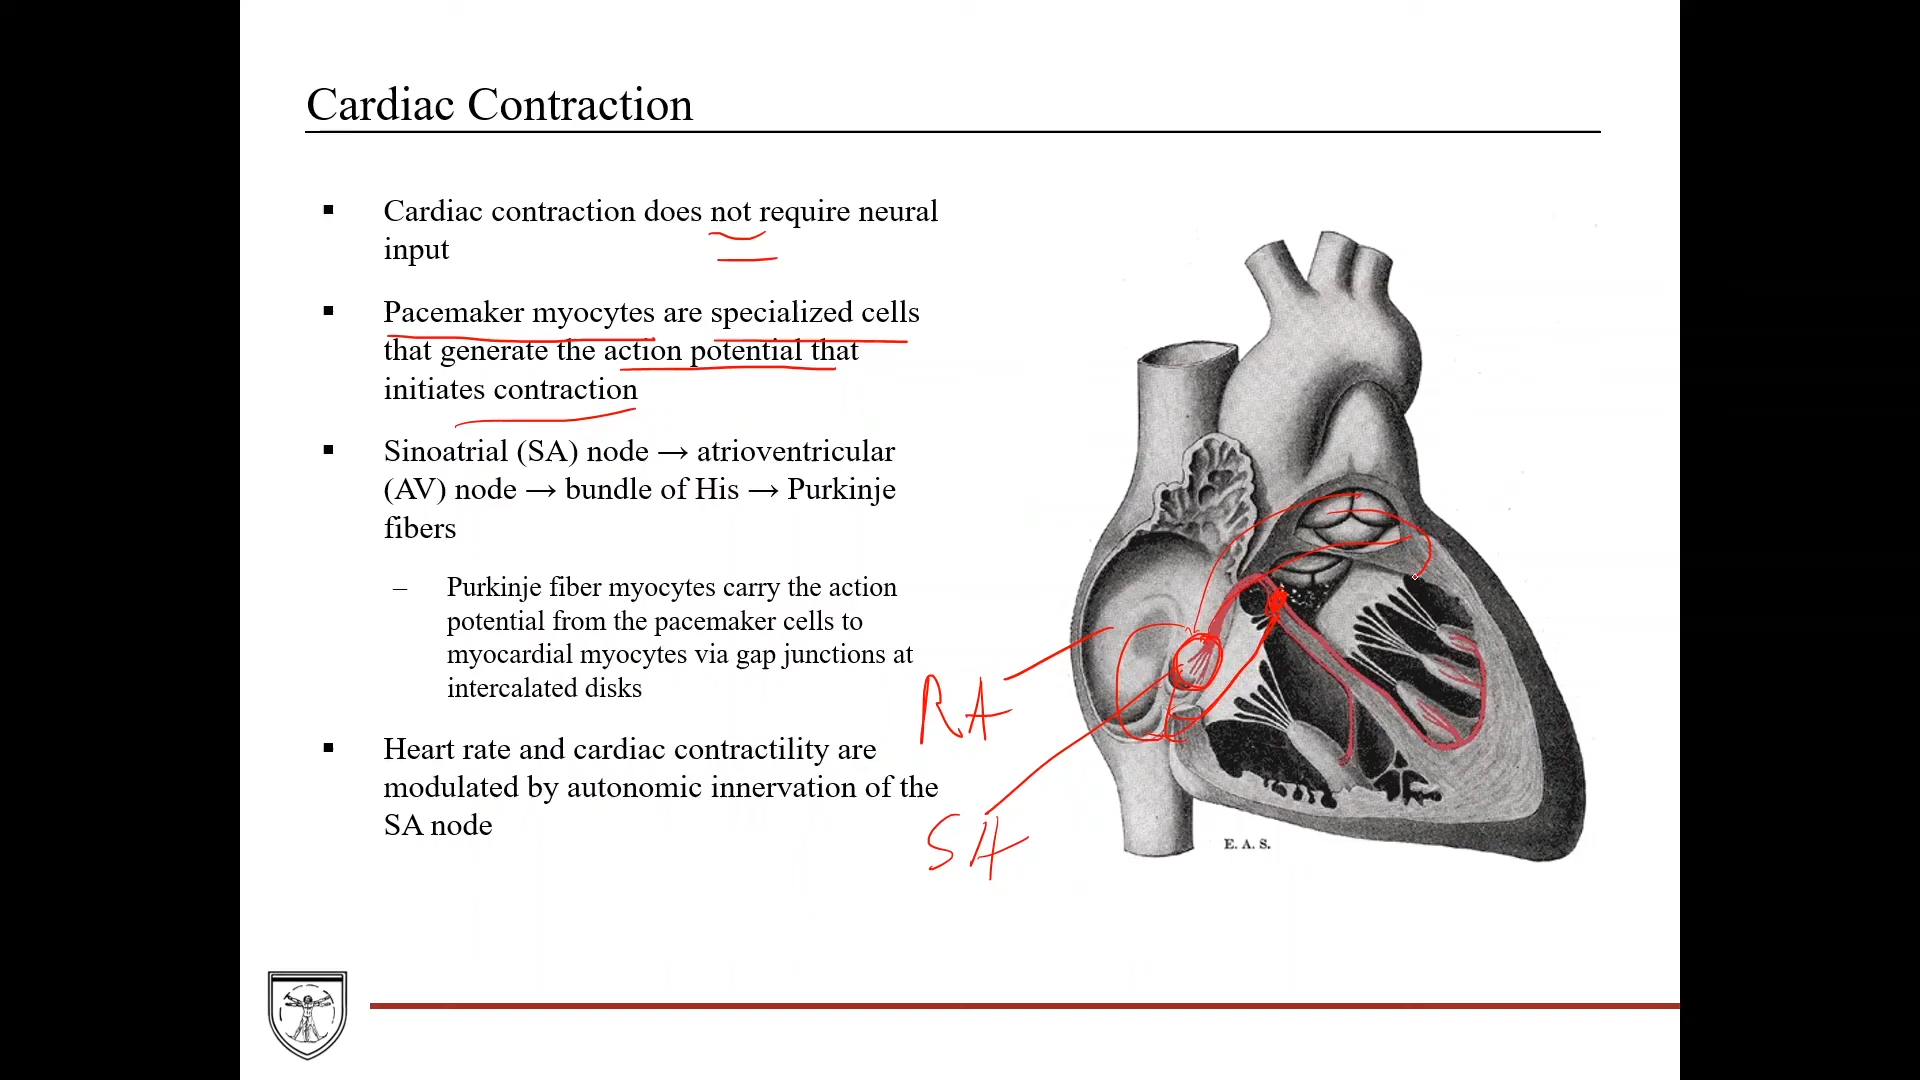 Cardiac Contraction
▪ Cardiac contraction does not require neural
input
▪ Pacemaker myocytes are specialized cells
that generate the action potential that
initiates contraction
▪ Sinoatrial (SA) node → atrioventricular
(AV) node → bundle of His → Purkinje
fibers
– Purkinje fiber myocytes carry the action
potential from the pacemaker cells to
myocardial myocytes via gap junctions at
intercalated disks
▪ Heart rate and cardiac contractility are
modulated by autonomic innervation of the
SA node
RA
SA
E. A. S.